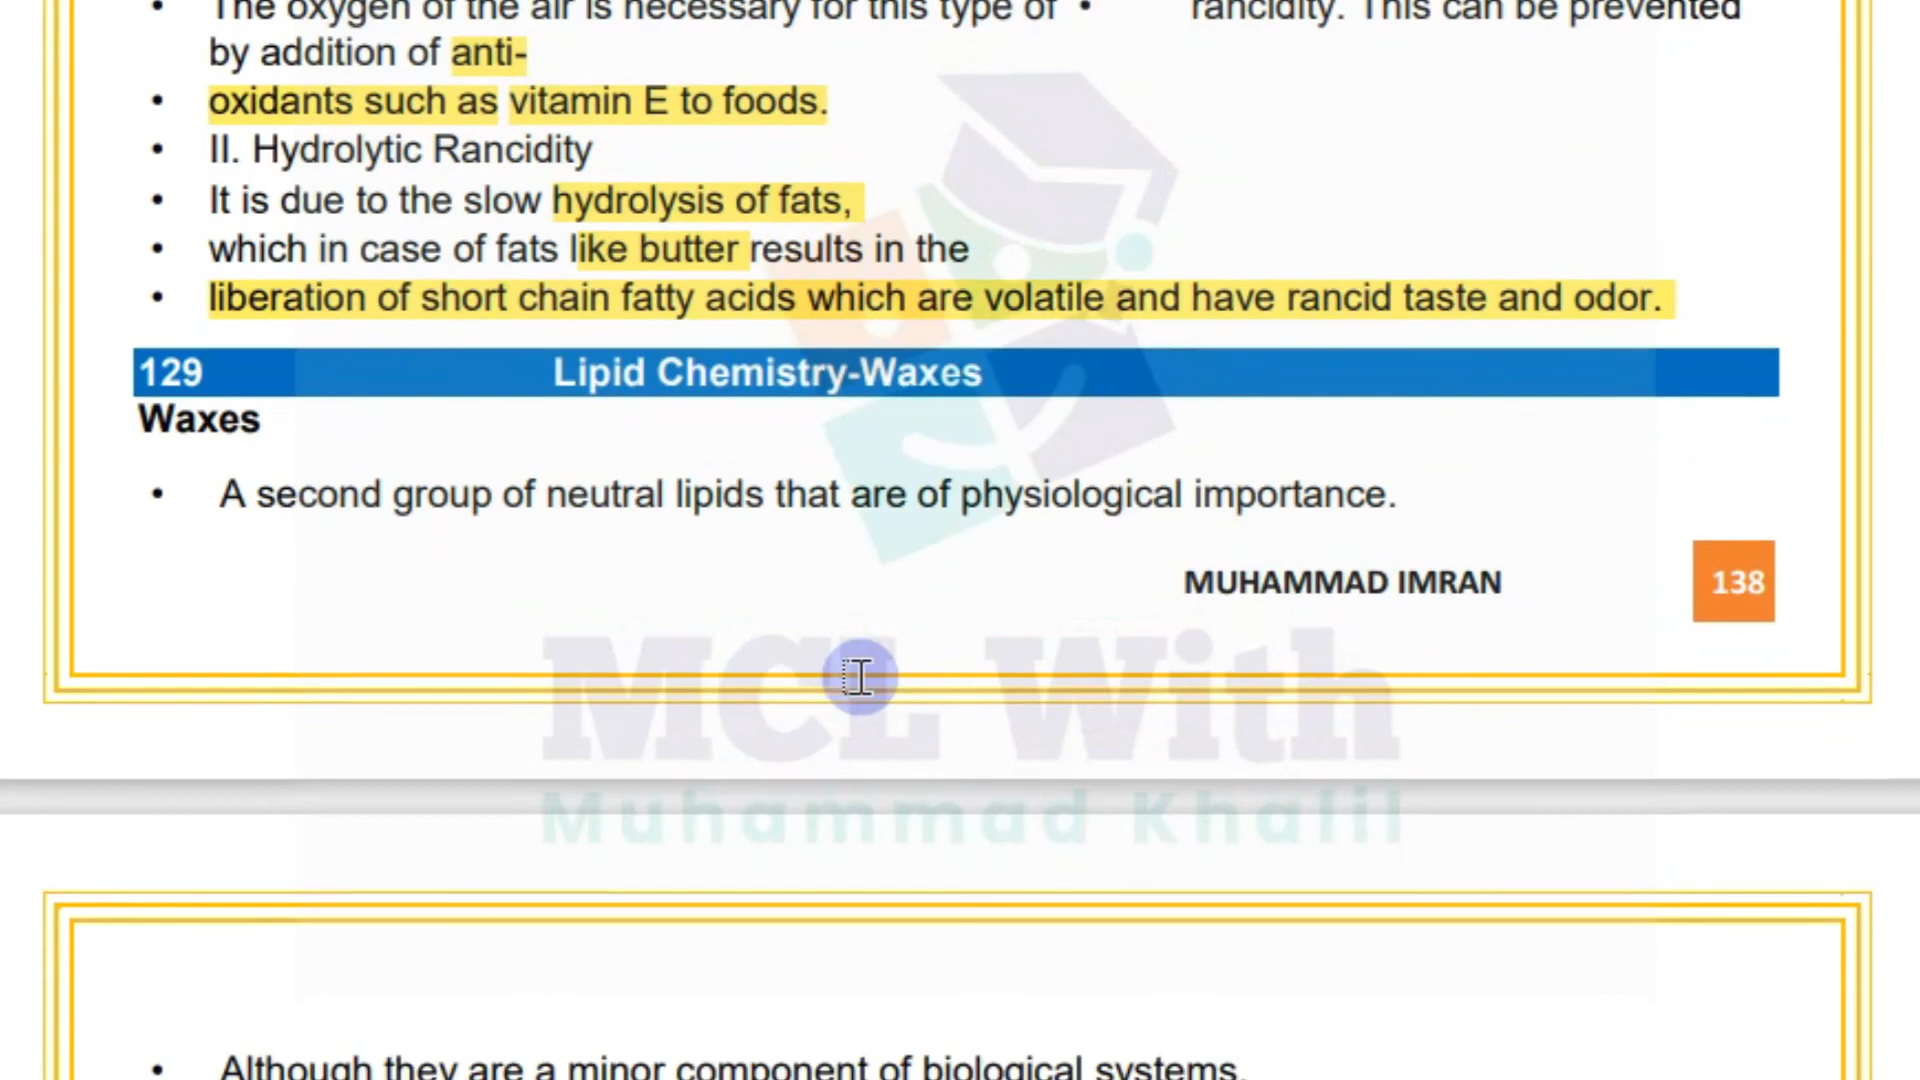 • The oxygen of the air is necessary for this type of • rancidity. This can be prevented
by addition of anti-
• oxidants such as vitamin E to foods.
• II. Hydrolytic Rancidity
• It is due to the slow hydrolysis of fats,
• which in case of fats like butter results in the
• liberation of short chain fatty acids which are volatile and have rancid taste and odor.
129 Lipid Chemistry-Waxes
Waxes
• A second group of neutral lipids that are of physiological importance.
MUHAMMAD IMRAN 138
MCL With
Muhammad Khalil
• Although they are a minor component of biological systems.